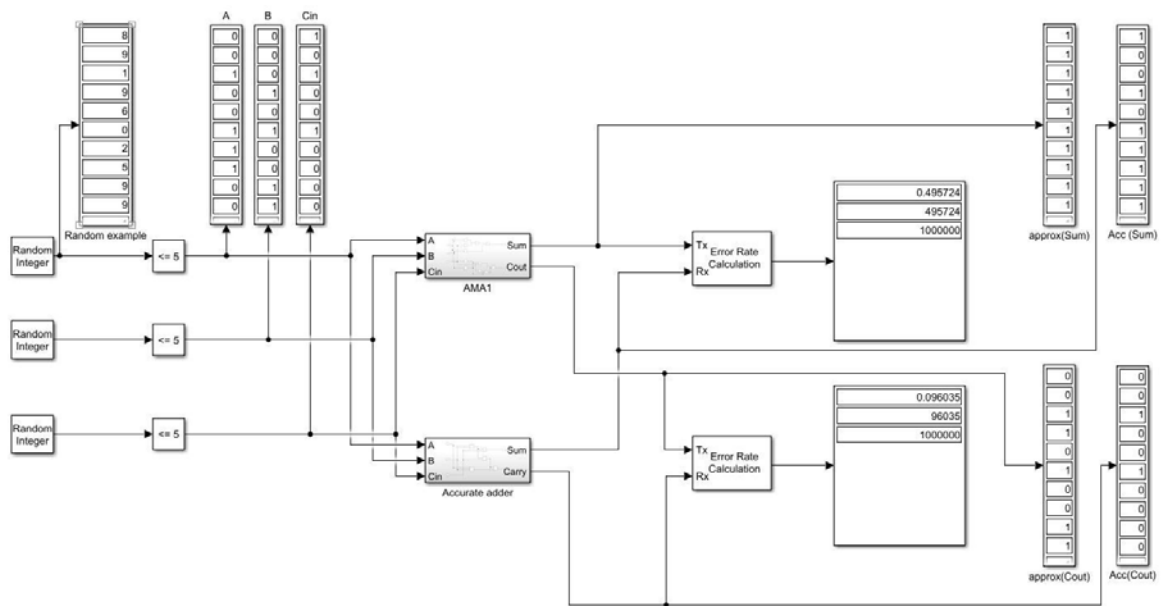 A B Cin
8
9
1
9
6
0
2
5
9
9
Random example
0
0
1
0
0
1
1
1
0
0
0
0
0
1
0
1
0
0
1
1
1
0
1
0
0
1
0
0
0
0
Random
Integer
<= 5
Random
Integer
<= 5
Random
Integer
<= 5
A
B
Cin
Sum
Cout
AMA1
A
B
Cin
Sum
Carry
Accurate adder
Tx
Rx
Error Rate
Calculation
0.495724
495724
1000000
Tx
Rx
Error Rate
Calculation
0.096035
96035
1000000
1
1
1
1
1
1
1
1
1
1
approx(Sum)
1
0
0
1
0
1
1
1
1
1
Acc (Sum)
0
0
1
1
0
1
0
0
1
1
approx(Cout)
0
0
1
0
0
1
0
0
0
0
Acc(Cout)